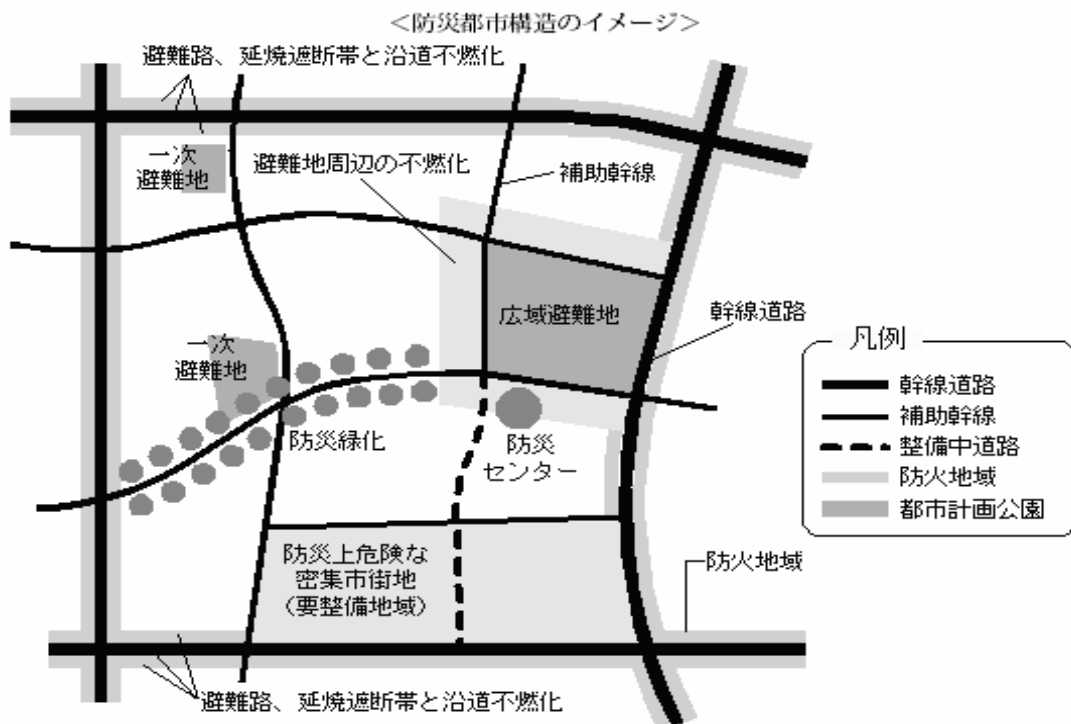 ＜防災都市構造のイメージ＞
避難路、延焼遮断帯と沿道不燃化
一次
避難地
避難地周辺の不燃化
補助幹線
広域避難地
幹線道路
一次
避難地
防災緑化
防災
センター
凡例
幹線道路
補助幹線
整備中道路
防火地域
都市計画公園
防災上危険な
密集市街地
（要整備地域）
防火地域
避難路、延焼遮断帯と沿道不燃化